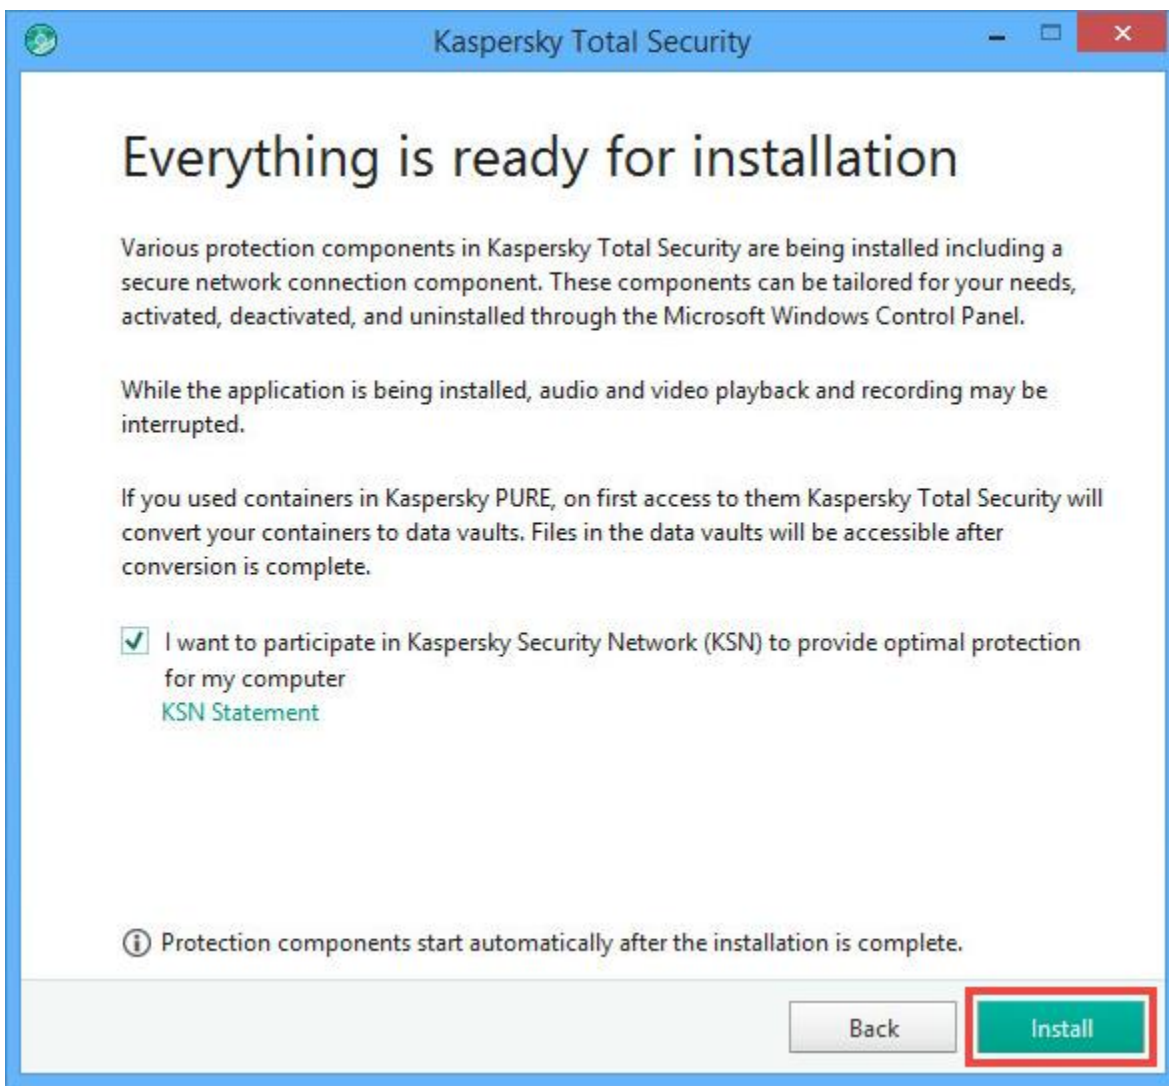 Kaspersky Total Security
Everything is ready for installation
Various protection components in Kaspersky Total Security are being installed including a
secure network connection component. These components can be tailored for your needs,
activated, deactivated, and uninstalled through the Microsoft Windows Control Panel.
While the application is being installed, audio and video playback and recording may be
interrupted.
If you used containers in Kaspersky PURE, on first access to them Kaspersky Total Security will
convert your containers to data vaults. Files in the data vaults will be accessible after
conversion is complete.
I want to participate in Kaspersky Security Network (KSN) to provide optimal protection
for my computer
KSN Statement
Protection components start automatically after the installation is complete.
Back
Install